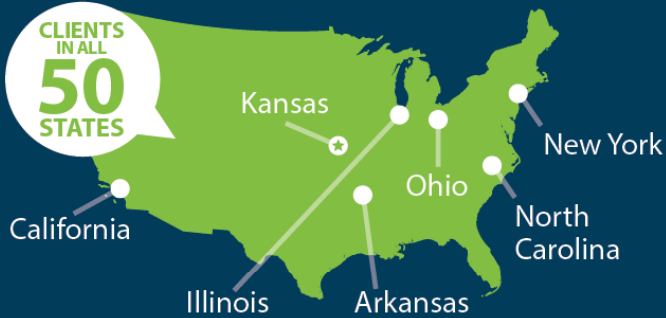 CLIENTS
IN ALL
50
STATES
Kansas
New York
Ohio
California
North
Carolina
Illinois
Arkansas